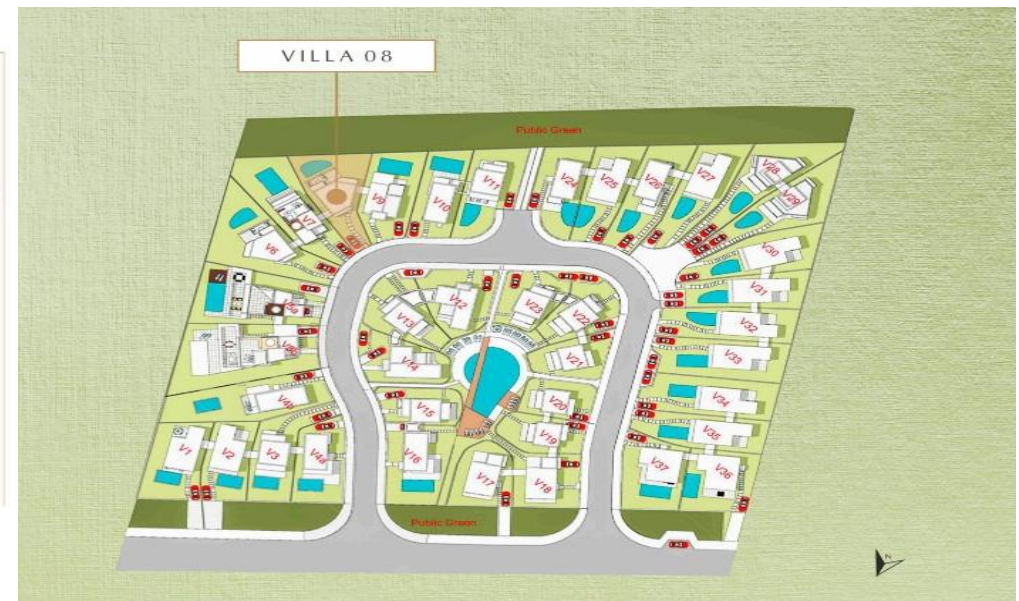 VILLA 08
Public Green
V28
V27
V24
V25
V26
V29
V11
V10
V9
V7
V6
V30
V31
V12
V23
V13
V22
V32
V33
V14
V21
V34
V15
V20
V35
V19
V1
V2
V3
V16
V17
V18
V37
V36
Public Green
N